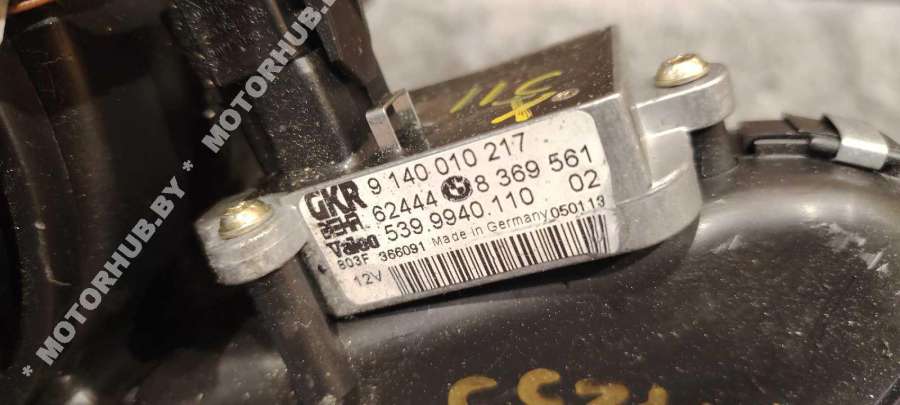 * MOTORHUB.BY * MOTORHUB
511
GKR 9 140 010 217
BEHR 62444 8 369 561
Valeo 539.9940.110 02
803F 366091 Made in Germany 050113
12V